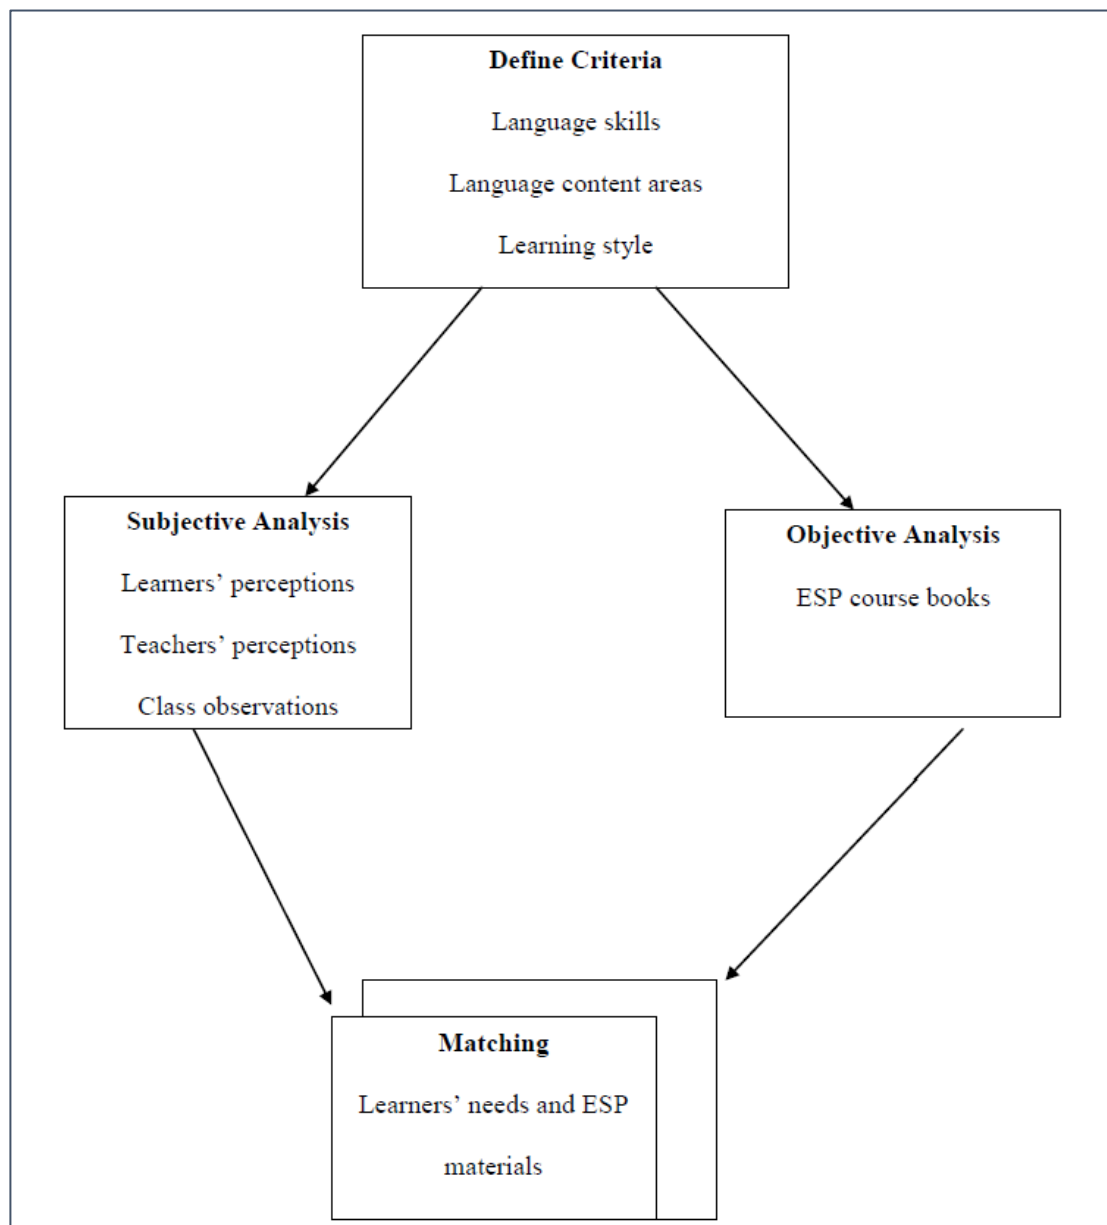 Define Criteria
Language skills
Language content areas
Learning style
Subjective Analysis
Learners’ perceptions
Teachers’ perceptions
Class observations
Objective Analysis
ESP course books
Matching
Learners’ needs and ESP
materials